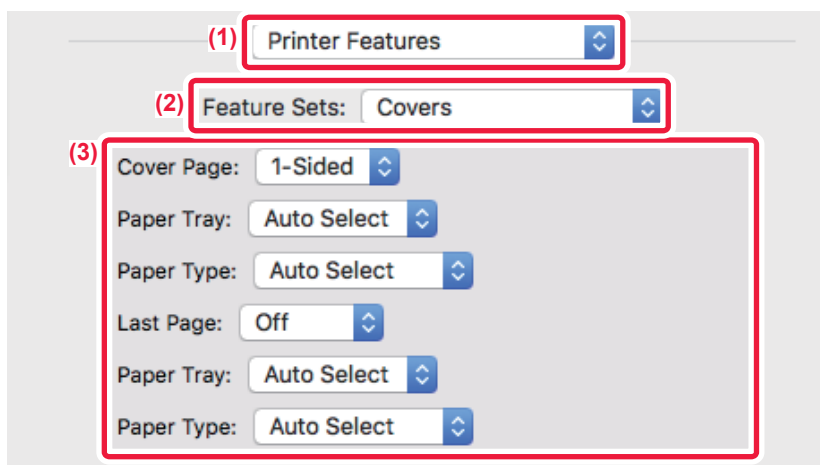 (1) Printer Features
(2) Feature Sets: Covers
(3)
Cover Page: 1-Sided
Paper Tray: Auto Select
Paper Type: Auto Select
Last Page: Off
Paper Tray: Auto Select
Paper Type: Auto Select